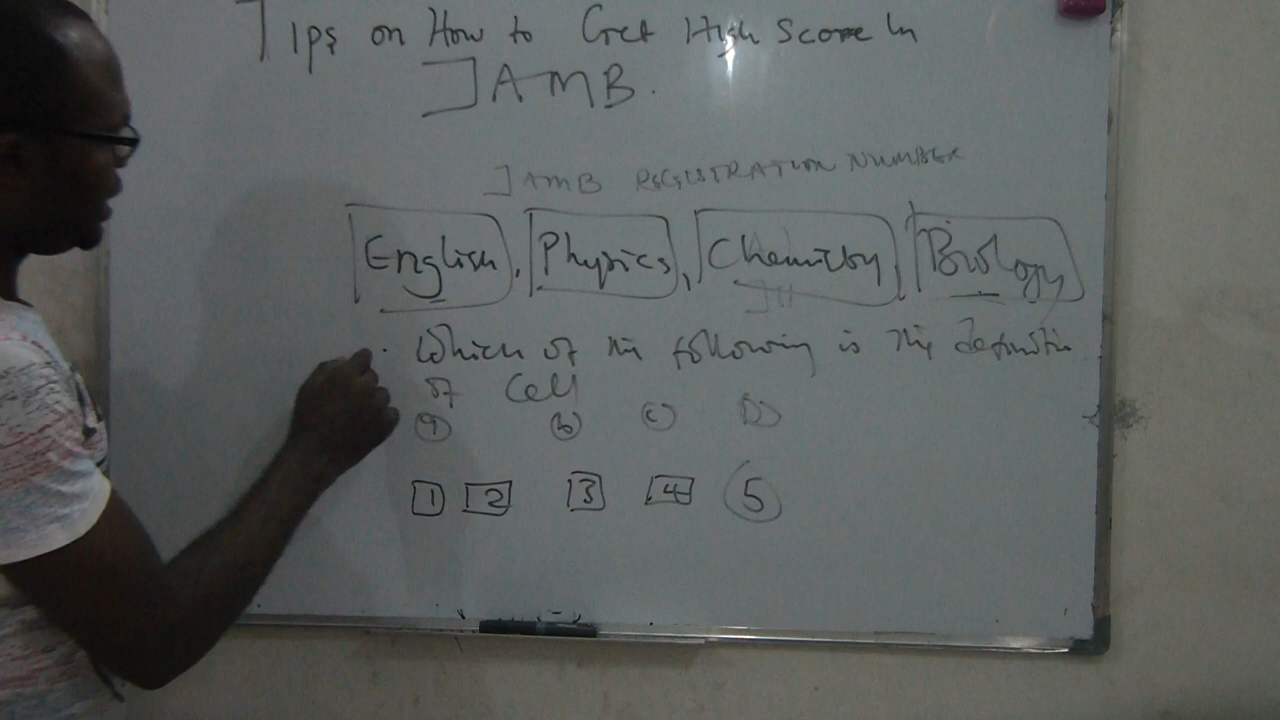 Tips on How to Get High Score In
JAMB.
JAMB REGISTRATION NUMBER
English, Physics, Chemistry, Biology
. Which of the following is the definition
of Cell
(a) (b) (c) (D)
1 2 3 4 5